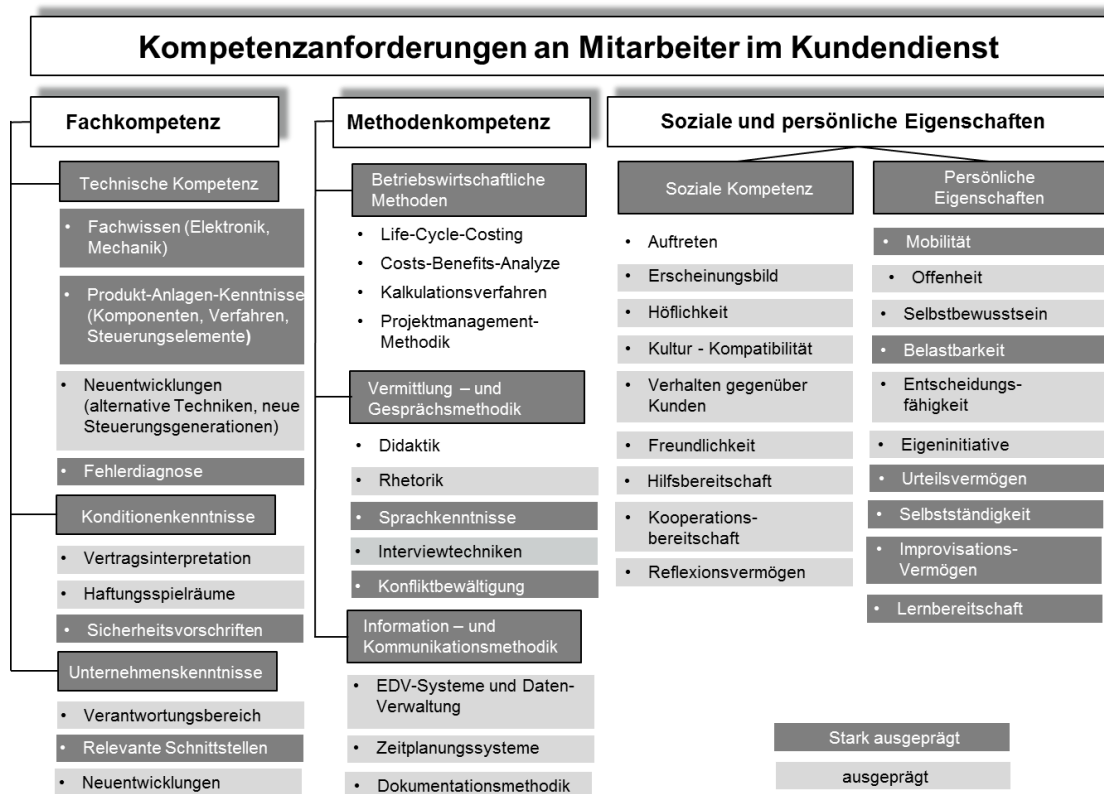 Kompetenzanforderungen an Mitarbeiter im Kundendienst
Fachkompetenz
Technische Kompetenz
• Fachwissen (Elektronik,
Mechanik)
• Produkt-Anlagen-Kenntnisse
(Komponenten, Verfahren,
Steuerungselemente)
• Neuentwicklungen
(alternative Techniken, neue
Steuerungsgenerationen)
• Fehlerdiagnose
Konditionenkenntnisse
• Vertragsinterpretation
• Haftungsspielräume
• Sicherheitsvorschriften
Unternehmenskenntnisse
• Verantwortungsbereich
• Relevante Schnittstellen
• Neuentwicklungen
Methodenkompetenz
Betriebswirtschaftliche
Methoden
• Life-Cycle-Costing
• Costs-Benefits-Analyze
• Kalkulationsverfahren
• Projektmanagement-
Methodik
Vermittlung – und
Gesprächsmethodik
• Didaktik
• Rhetorik
• Sprachkenntnisse
• Interviewtechniken
• Konfliktbewältigung
Information – und
Kommunikationsmethodik
• EDV-Systeme und Daten-
Verwaltung
• Zeitplanungssysteme
• Dokumentationsmethodik
Soziale und persönliche Eigenschaften
Soziale Kompetenz
• Auftreten
• Erscheinungsbild
• Höflichkeit
• Kultur - Kompatibilität
• Verhalten gegenüber
Kunden
• Freundlichkeit
• Hilfsbereitschaft
• Kooperations-
bereitschaft
• Reflexionsvermögen
Persönliche
Eigenschaften
• Mobilität
• Offenheit
• Selbstbewusstsein
• Belastbarkeit
• Entscheidungs-
fähigkeit
• Eigeninitiative
• Urteilsvermögen
• Selbstständigkeit
• Improvisations-
Vermögen
• Lernbereitschaft
Stark ausgeprägt
ausgeprägt